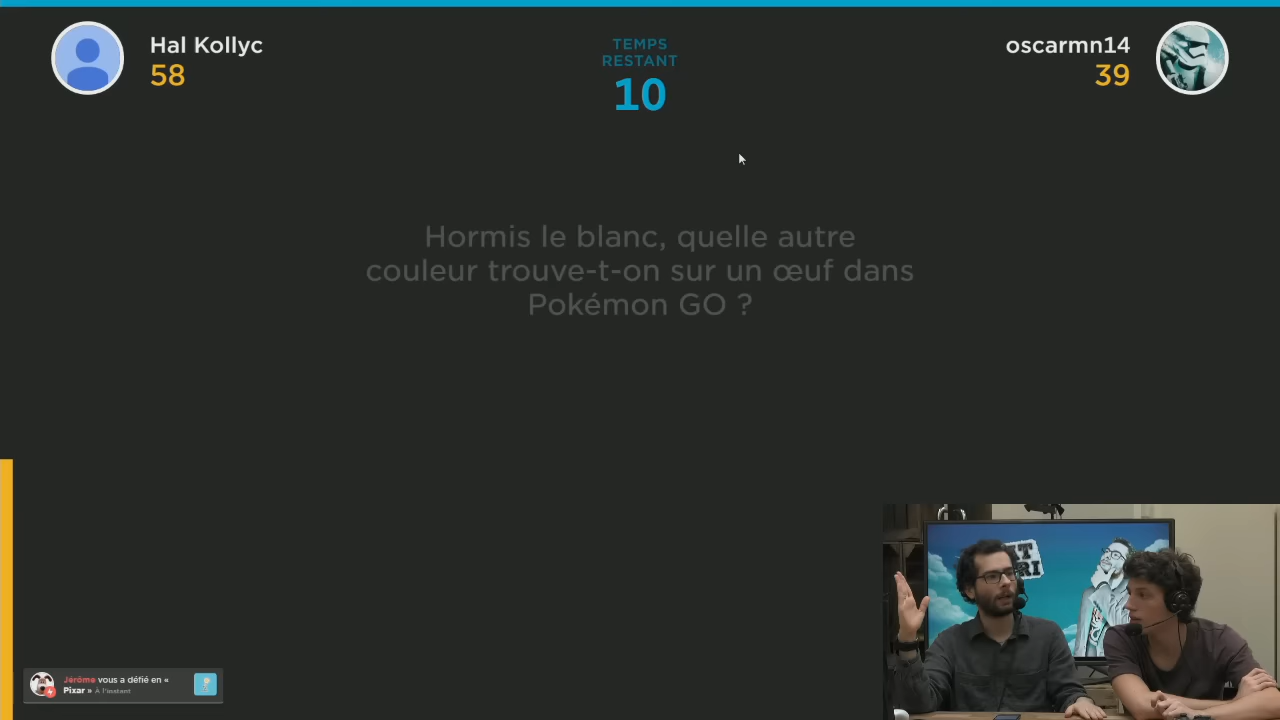 Hal Kollyc
58
TEMPS
RESTANT
10
oscarmn14
39
Hormis le blanc, quelle autre
couleur trouve-t-on sur un œuf dans
Pokémon GO ?
Jérôme vous a défié en «
Pixar » À l'instant